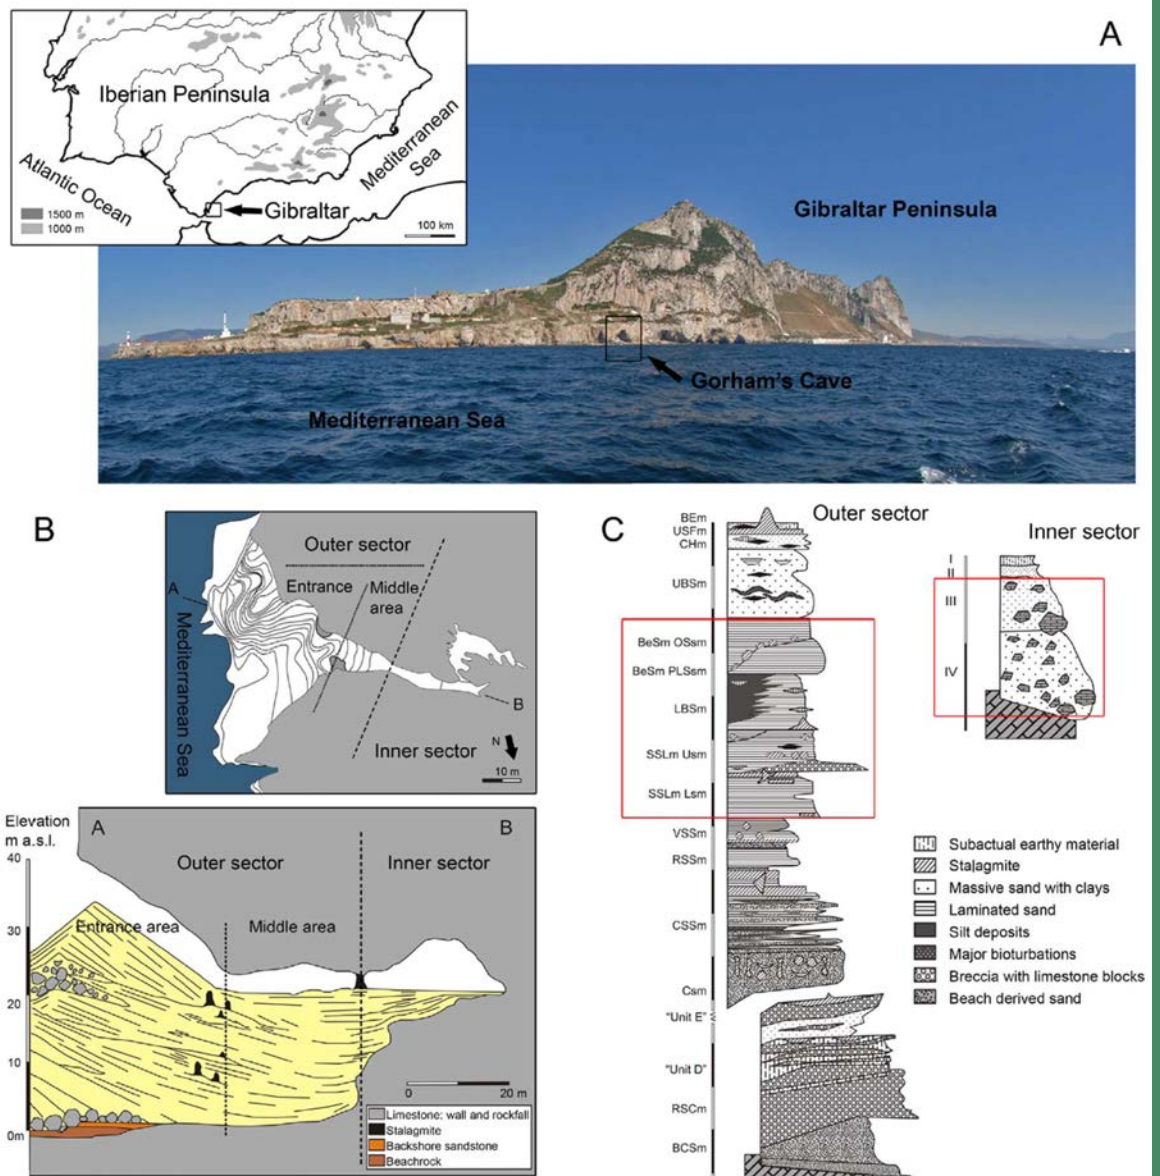 A
Iberian Peninsula
Atlantic Ocean
Mediterranean
Sea
Gibraltar
1500 m
1000 m
100 km
Gibraltar Peninsula
Gorham's Cave
Mediterranean Sea
B
Outer sector
Entrance
Middle
area
A
Mediterranean Sea
B
Inner sector
N
10 m
Elevation
m a.s.l.
A
B
40
30
20
10
0m
Outer sector
Inner sector
Entrance area
Middle area
20 m
Limestone: wall and rockfall
Stalagmite
Backshore sandstone
Beachrock
C
Outer sector
BEm
USFm
CHm
UBSm
BeSm OSsm
BeSm PLSsm
LBSm
SSLm Usm
SSLm Lsm
VSSm
RSSm
CSSm
Csm
"Unit E"
"Unit D"
RSCm
BCSm
Inner sector
I
II
III
IV
Subactual earthy material
Stalagmite
Massive sand with clays
Laminated sand
Silt deposits
Major bioturbations
Breccia with limestone blocks
Beach derived sand